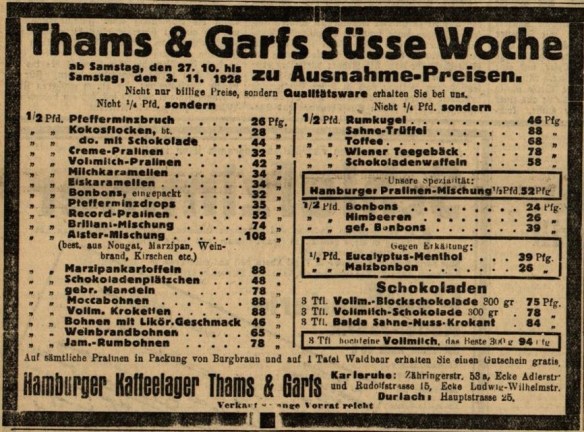 Thams & Garfs Süsse Woche
ab Samstag, den 27. 10. bis
Samstag, den 3. 11. 1928 zu Ausnahme-Preisen.
Nicht nur billige Preise, sondern Qualitätsware erhalten Sie bei uns.
Nicht 1/4 Pfd. sondern
1/2 Pfd. Pfefferminzbruch 26 Pfg.
" " Kokosflocken, bt. 28 "
" " do. mit Schokolade 44 "
" " Creme-Pralinen 32 "
" " Vollmilch-Pralinen 42 "
" " Milchkaramellen 34 "
" " Eiskaramellen 34 "
" " Bonbons, eingepackt 32 "
" " Pfefferminzdrops 35 "
" " Record-Pralinen 52 "
" " Brillant-Mischung 74 "
" " Alster-Mischung 108 "
(best. aus Nougat, Marzipan, Wein-
brand, Kirschen etc.)
" " Marzipankartoffeln 88 "
" " Schokoladenplätzchen 48 "
" " gebr. Mandeln 78 "
" " Moccabohnen 88 "
" " Vollm. Krokeifen 88 "
" " Bohnen mit Likör.Geschmack 46 "
" " Weinbrandbohnen 65 "
" " Jam.-Rumbohnen 78 "
Nicht 1/4 Pfd. sondern
1/2 Pfd. Rumkugel 46 Pfg
" " Sahne-Trüffel 88 "
" " Toffee 68 "
" " Wiener Teegebäck 78 "
" " Schokoladenwaffeln 58 "
Unsere Spezialität:
Hamburger Pralinen-Mischung 1/2 Pfd. 52 Pfg
1/2 Pfd. Bonbons 24 Pfg.
" " Himbeeren 26 "
" " gef. Bonbons 39 "
Gegen Erkältung:
1/2 Pfd. Eucalyptus-Menthol 39 Pfg.
" " Malzbonbon 26 "
Schokoladen
3 Tfl. Vollm.-Blockschokolade 300 gr 75 Pfg.
3 Tfl. Vollmilch-Schokolade 300 gr 78 "
3 Tfl. Balda Sahne-Nuss-Krokant 84 "
3 Tfl hochfeine Vollmilch, das Beste 300 g 94 Pfg
Auf sämtliche Pralinen in Packung von Burgbraun und auf 1 Tafel Waldbaur erhalten Sie einen Gutschein gratis.
Hamburger Kaffeelager Thams & Garfs
Karlsruhe: Zähringerstr. 53a, Ecke Adlerstr
und Rudolfstrasse 15, Ecke Ludwig-Wilhelmstr.
Durlach: Hauptstrasse 25.
Verkauf Vorrat reicht